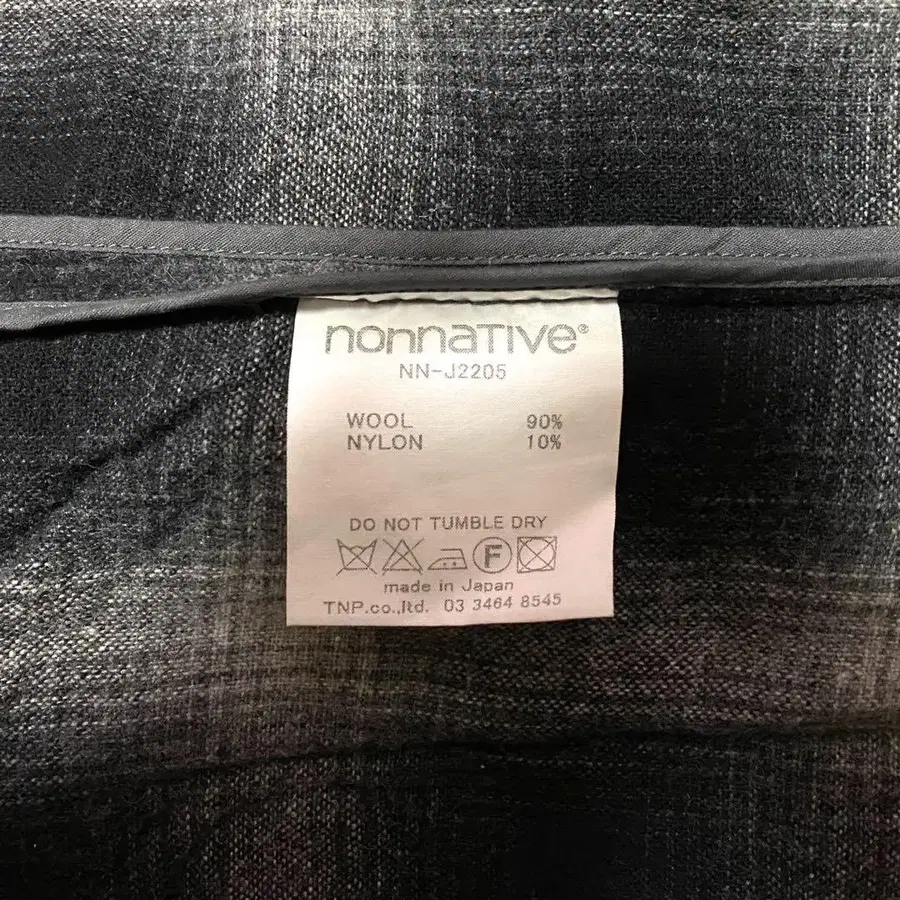 nonnative®
NN-J2205
WOOL 90%
NYLON 10%
DO NOT TUMBLE DRY
F
made in Japan
TNP.co.,ltd. 03 3464 8545